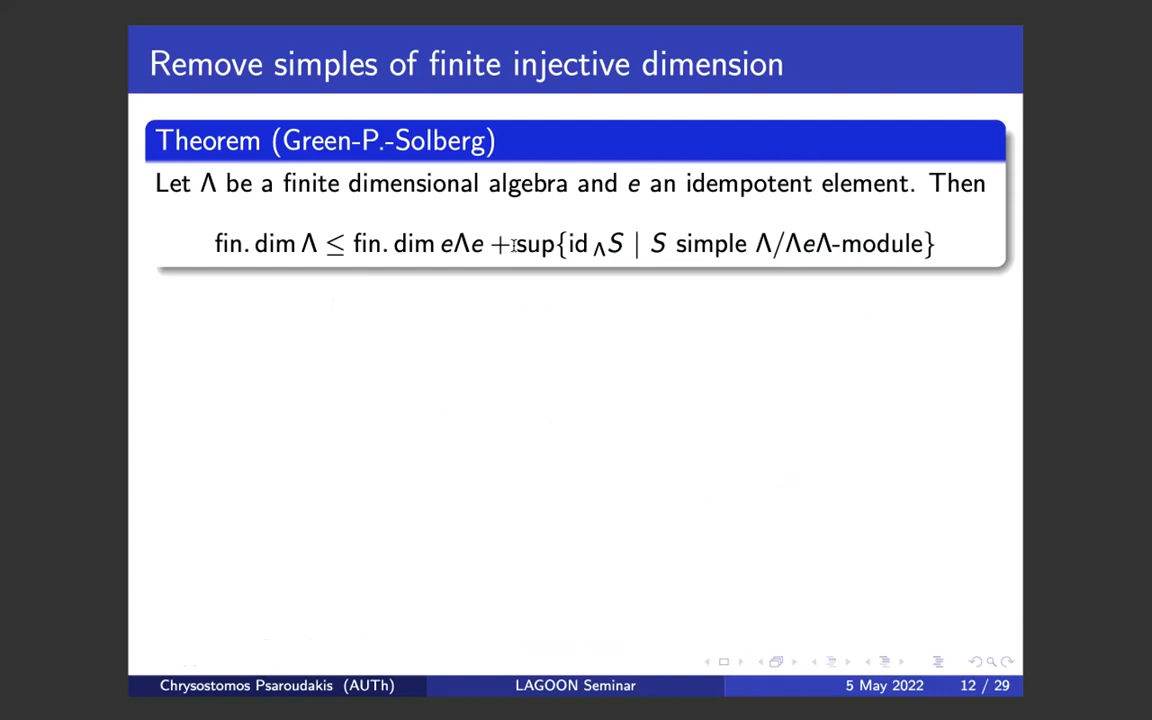 Remove simples of finite injective dimension
Theorem (Green-P.-Solberg)
Let Λ be a finite dimensional algebra and e an idempotent element. Then
fin. dim Λ ≤ fin. dim eΛe + sup{id ΛS | S simple Λ/ΛeΛ-module}
Chrysostomos Psaroudakis (AUTh) LAGOON Seminar 5 May 2022 12 / 29